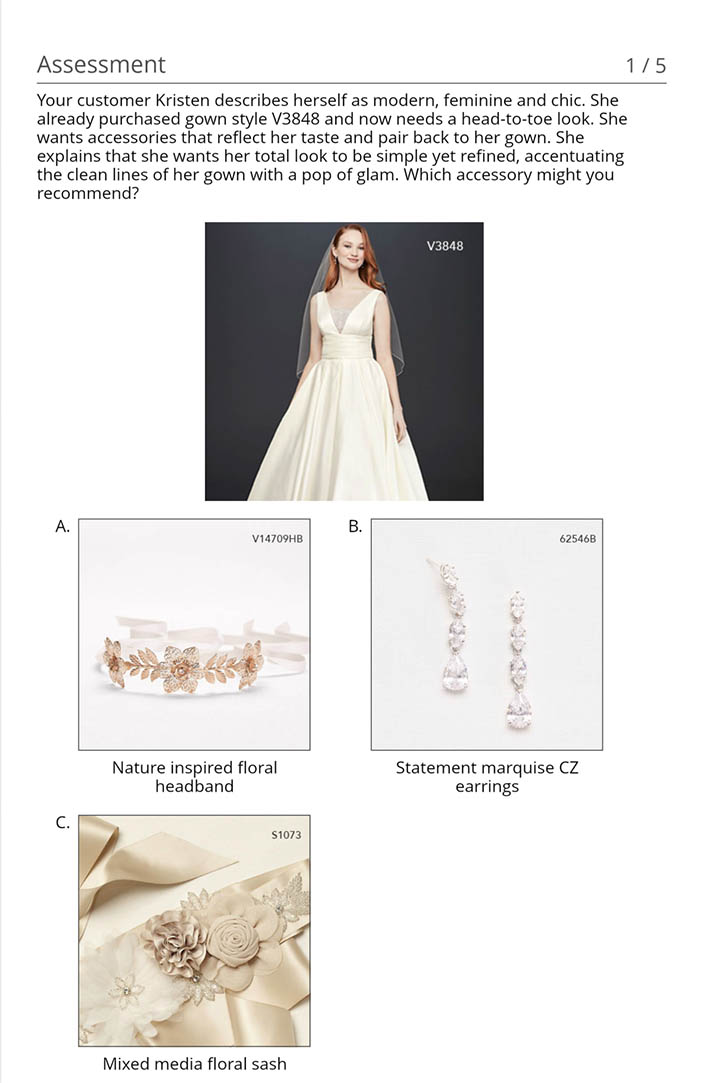 Assessment
1 / 5
Your customer Kristen describes herself as modern, feminine and chic. She
already purchased gown style V3848 and now needs a head-to-toe look. She
wants accessories that reflect her taste and pair back to her gown. She
explains that she wants her total look to be simple yet refined, accentuating
the clean lines of her gown with a pop of glam. Which accessory might you
recommend?
V3848
A.
V14709HB
Nature inspired floral
headband
B.
62546B
Statement marquise CZ
earrings
C.
S1073
Mixed media floral sash